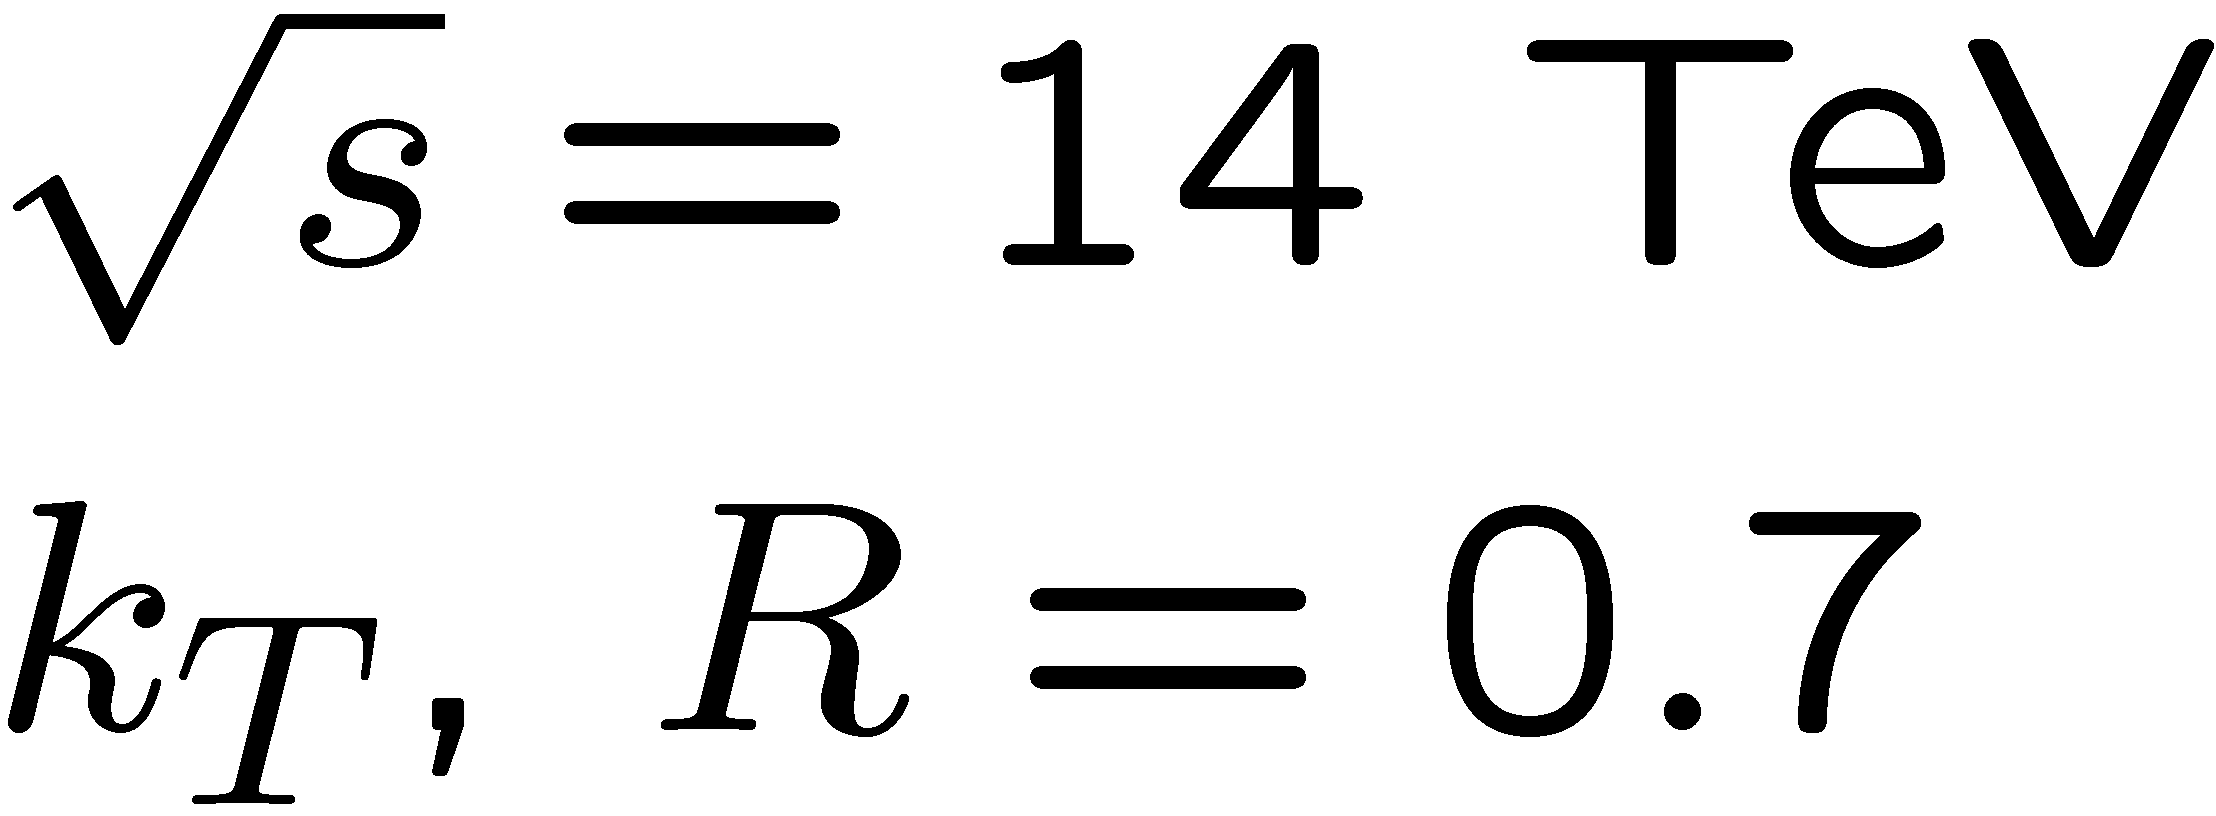 √s = 14 TeV
k_T, R = 0.7